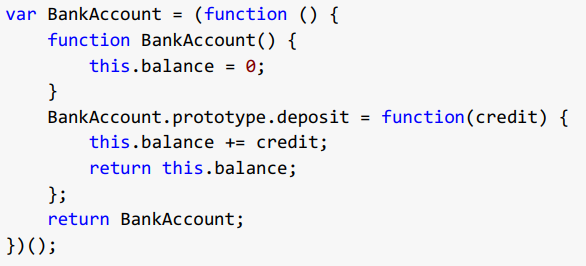 var BankAccount = (function () {
    function BankAccount() {
        this.balance = 0;
    }
    BankAccount.prototype.deposit = function(credit) {
        this.balance += credit;
        return this.balance;
    };
    return BankAccount;
})();